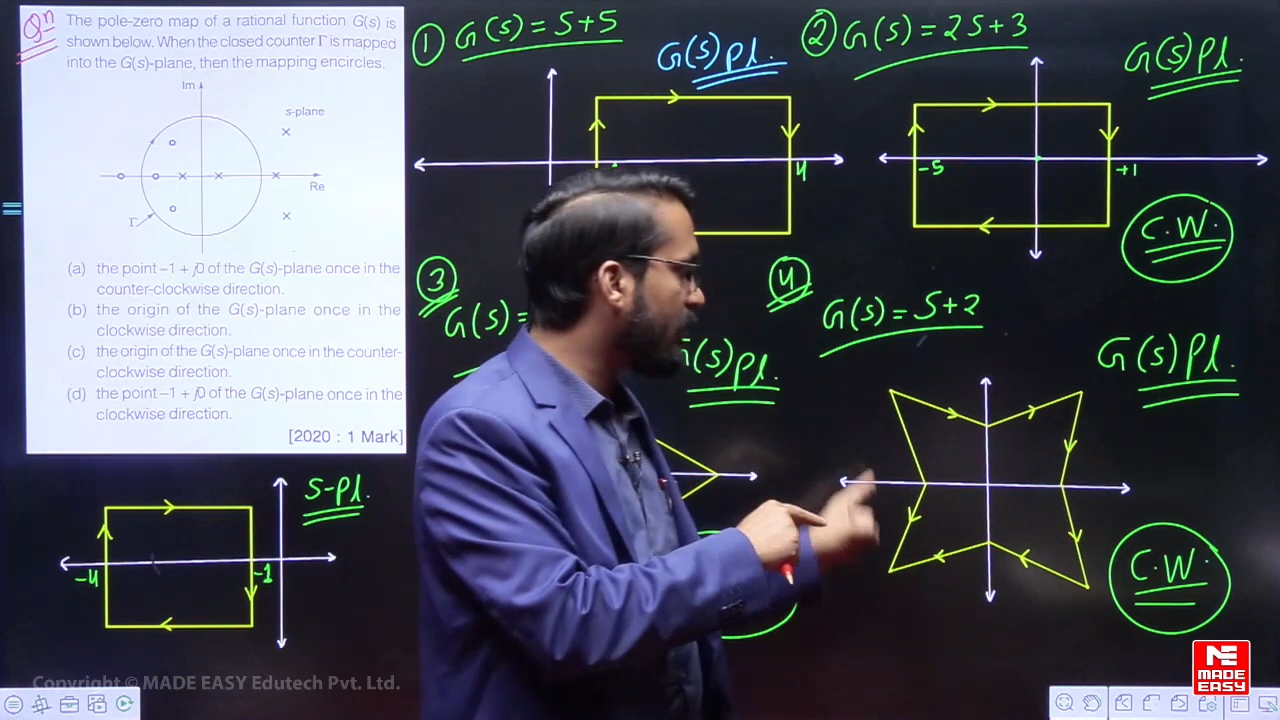 Qn
The pole-zero map of a rational function G(s) is
shown below. When the closed counter Γ is mapped
into the G(s)-plane, then the mapping encircles.
Im
s-plane
Re
Γ
(a) the point –1 + j0 of the G(s)-plane once in the
counter-clockwise direction.
(b) the origin of the G(s)-plane once in the
clockwise direction.
(c) the origin of the G(s)-plane once in the counter-
clockwise direction.
(d) the point –1 + j0 of the G(s)-plane once in the
clockwise direction.
[2020 : 1 Mark]
S-Pl.
-4
-1
① G(s) = S+5
G(s) Pl.
4
② G(s) = 2S+3
G(s) Pl.
-5
+1
C.W.
③
G(s) =
G(s) Pl.
④
G(s) = S+2
G(s) Pl.
C.W.
Copyright © MADE EASY Edutech Pvt. Ltd.
ME
MADE
EASY